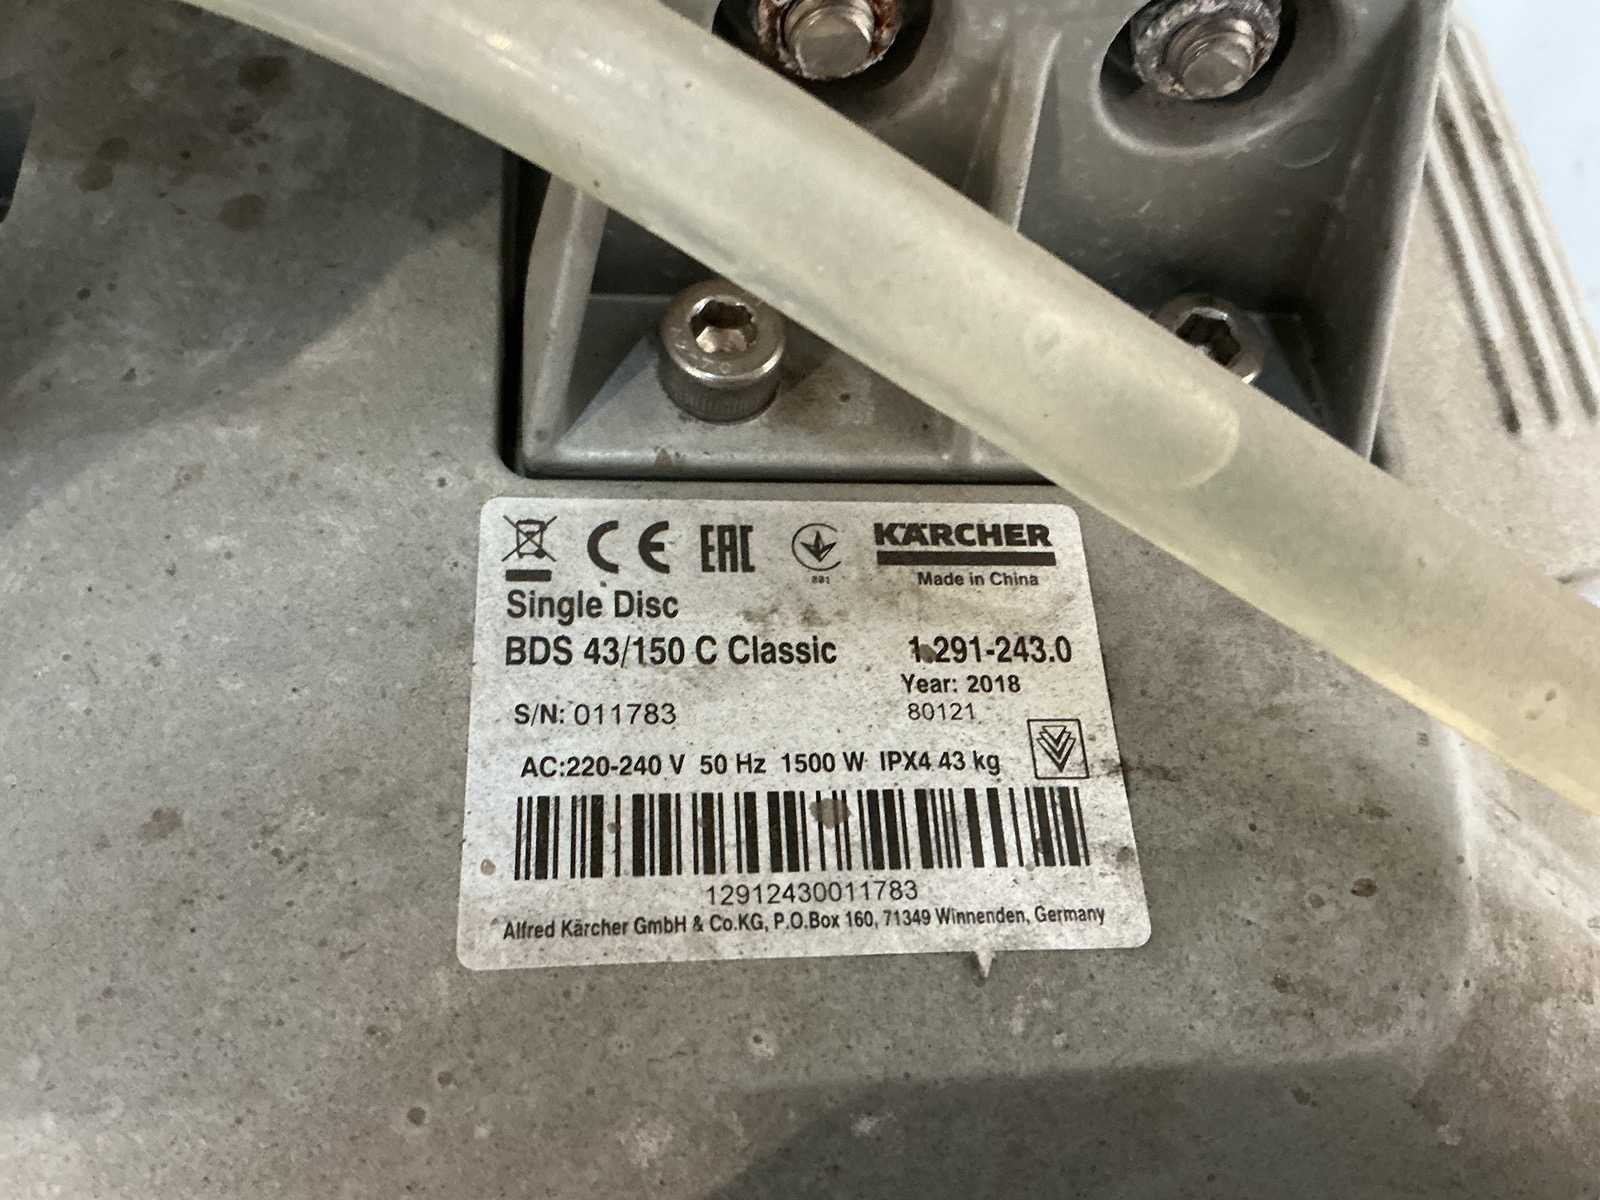 CE EAC 001 KÄRCHER
Made in China
Single Disc
BDS 43/150 C Classic 1.291-243.0
Year: 2018
S/N: 011783 80121
AC:220-240 V 50 Hz 1500 W IPX4 43 kg
12912430011783
Alfred Kärcher GmbH & Co.KG, P.O.Box 160, 71349 Winnenden, Germany